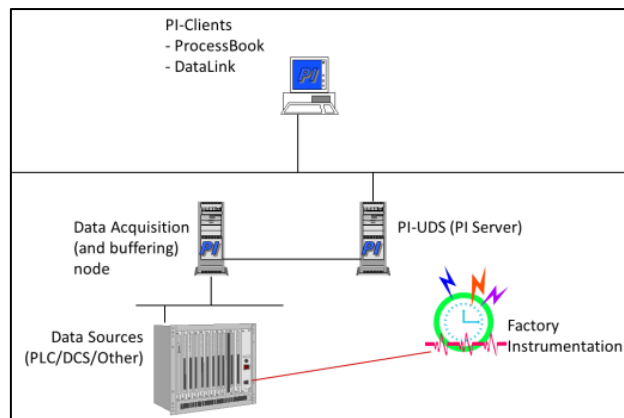 PI-Clients
- ProcessBook
- DataLink
PI
Data Acquisition
(and buffering)
node
PI
PI
PI-UDS (PI Server)
Data Sources
(PLC/DCS/Other)
Factory
Instrumentation